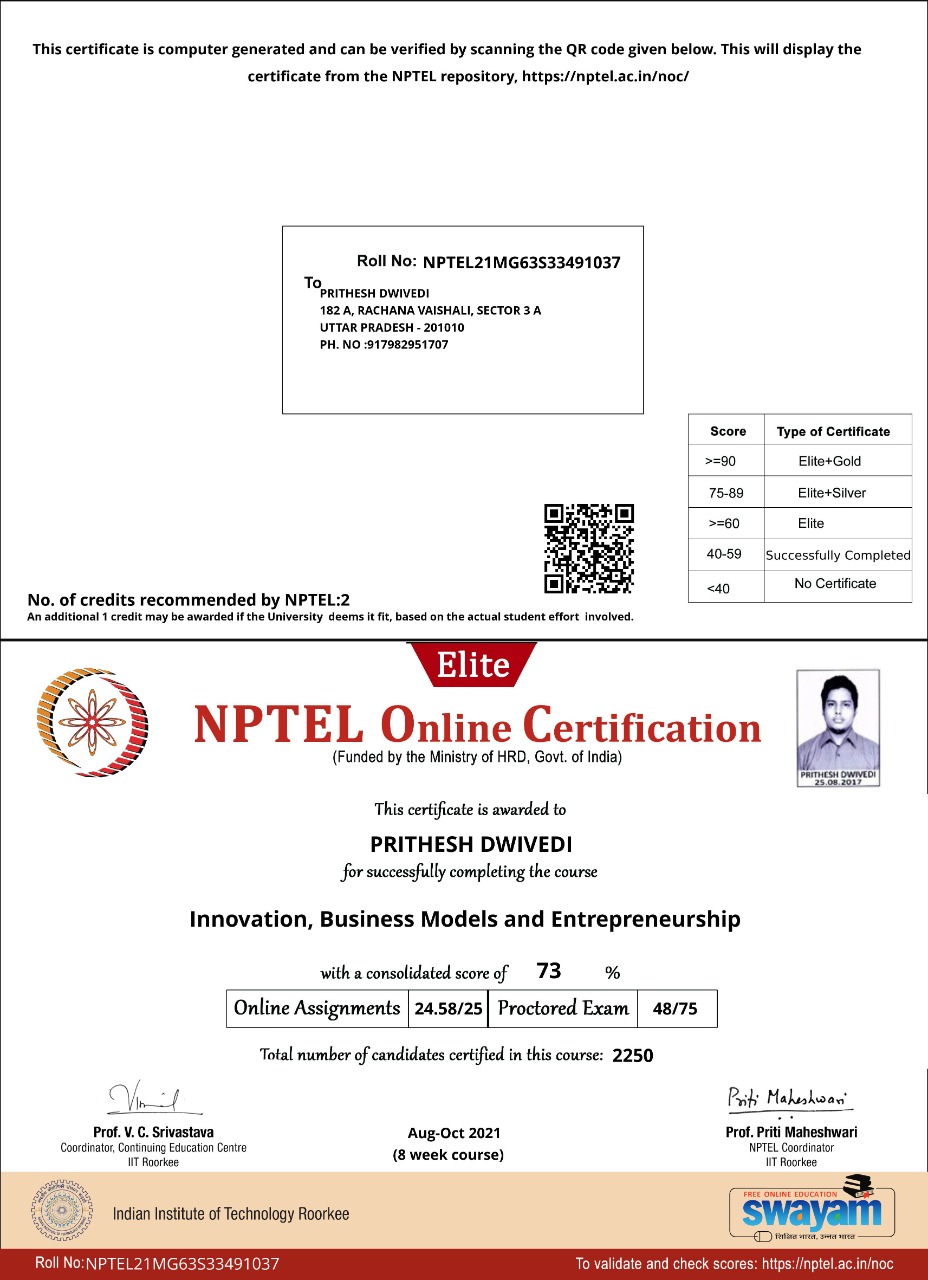 This certificate is computer generated and can be verified by scanning the QR code given below. This will display the
certificate from the NPTEL repository, https://nptel.ac.in/noc/
Roll No: NPTEL21MG63S33491037
To
PRITHESH DWIVEDI
182 A, RACHANA VAISHALI, SECTOR 3 A
UTTAR PRADESH - 201010
PH. NO :917982951707
Score Type of Certificate
>=90 Elite+Gold
75-89 Elite+Silver
>=60 Elite
40-59 Successfully Completed
<40 No Certificate
No. of credits recommended by NPTEL:2
An additional 1 credit may be awarded if the University deems it fit, based on the actual student effort involved.
Elite
NPTEL Online Certification
(Funded by the Ministry of HRD, Govt. of India)
PRITHESH DWIVEDI
25.08.2017
This certificate is awarded to
PRITHESH DWIVEDI
for successfully completing the course
Innovation, Business Models and Entrepreneurship
with a consolidated score of 73 %
Online Assignments 24.58/25 Proctored Exam 48/75
Total number of candidates certified in this course: 2250
Priti Maheshwari
Prof. V. C. Srivastava
Coordinator, Continuing Education Centre
IIT Roorkee
Aug-Oct 2021
(8 week course)
Prof. Priti Maheshwari
NPTEL Coordinator
IIT Roorkee
Indian Institute of Technology Roorkee
FREE ONLINE EDUCATION
swayam
शिक्षित भारत, उन्नत भारत
Roll No:NPTEL21MG63S33491037
To validate and check scores: https://nptel.ac.in/noc